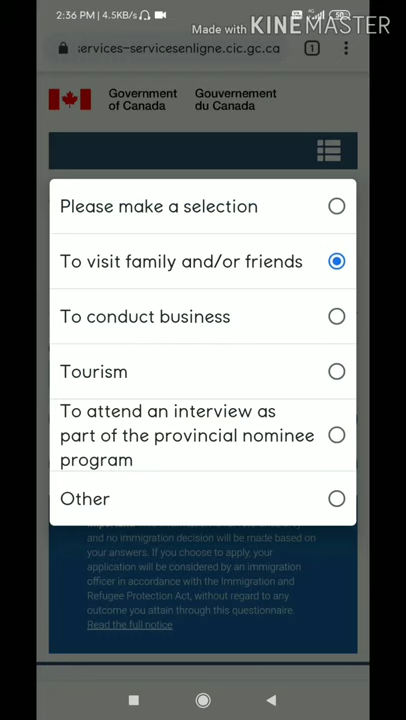 2:36 PM | 4.5KB/s
Made with KINEMASTER
ervices-servicesenligne.cic.gc.ca
1
Government of Canada
Gouvernement du Canada
Please make a selection
To visit family and/or friends
To conduct business
Tourism
To attend an interview as
part of the provincial nominee
program
Other
and no immigration decision will be made based on
your answers. If you choose to apply, your
application will be considered by an immigration
officer in accordance with the Immigration and
Refugee Protection Act, without regard to any
outcome you attain through this questionnaire.
Read the full notice